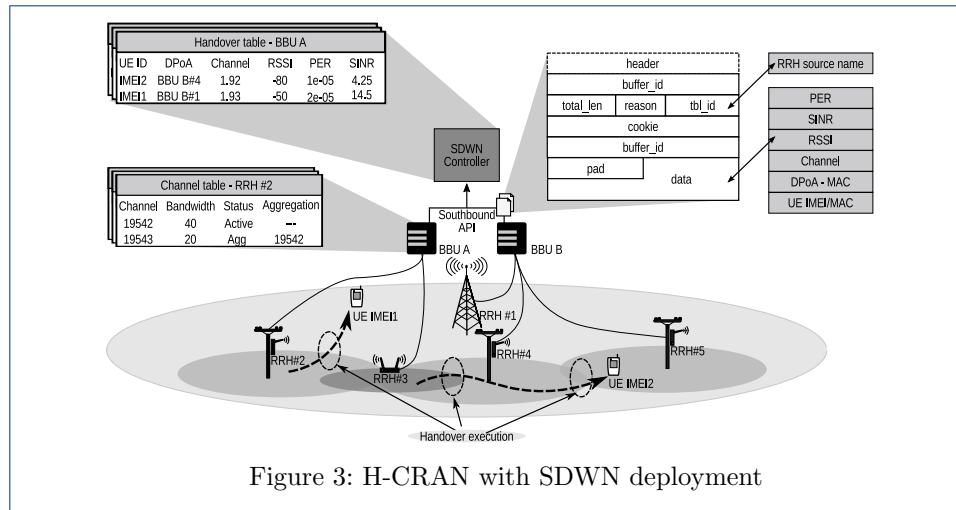 Handover table - BBU A
UE ID DPoA Channel RSSI PER SINR
IMEI2 BBU B#4 1.92 -80 1e-05 4.25
IMEI1 BBU B#1 1.93 -50 2e-05 14.5
header
buffer_id
total_len reason tbl_id
cookie
buffer_id
pad
data
RRH source name
PER
SINR
RSSI
Channel
DPoA - MAC
UE IMEI/MAC
SDWN
Controller
Channel table - RRH #2
Channel Bandwidth Status Aggregation
19542 40 Active ---
19543 20 Agg 19542
Southbound
API
BBU A
BBU B
UE IMEI1
RRH #1
RRH#2
RRH#4
RRH#5
RRH#3
UE IMEI2
Handover execution
Figure 3: H-CRAN with SDWN deployment